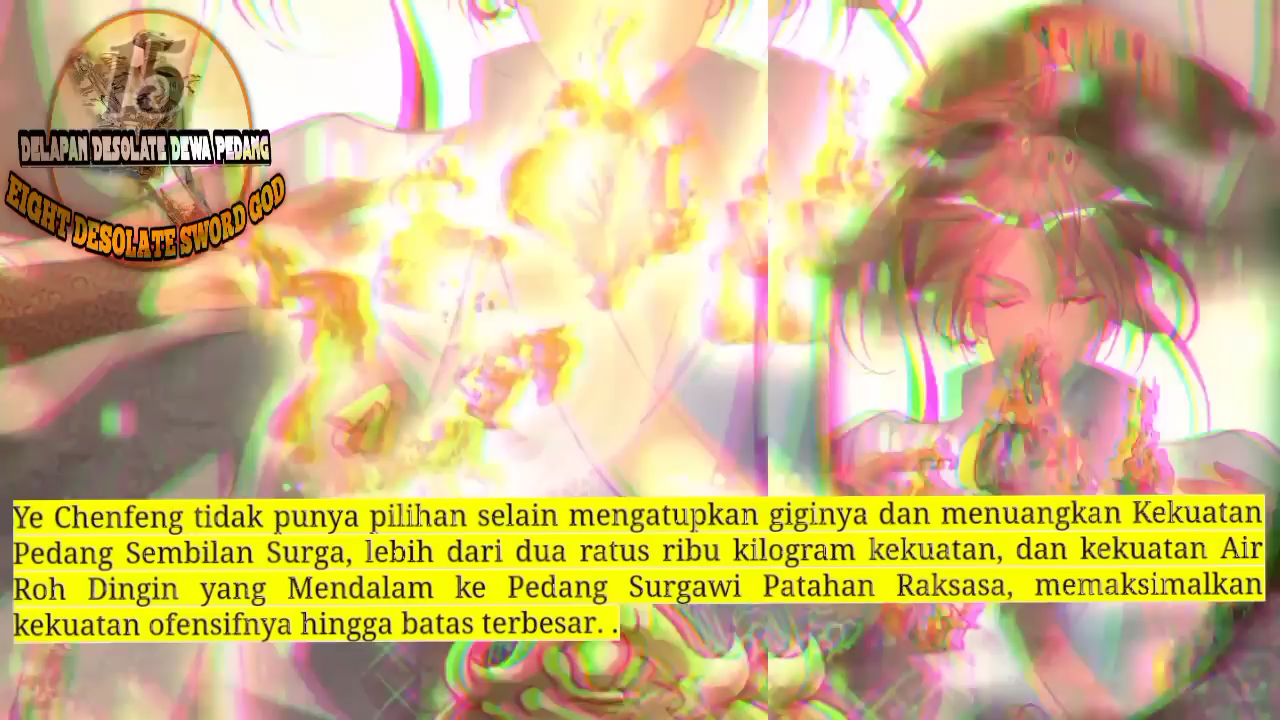 15
DELAPAN DESOLATE DEWA PEDANG
EIGHT DESOLATE SWORD GOD
Ye Chenfeng tidak punya pilihan selain mengatupkan giginya dan menuangkan Kekuatan
Pedang Sembilan Surga, lebih dari dua ratus ribu kilogram kekuatan, dan kekuatan Air
Roh Dingin yang Mendalam ke Pedang Surgawi Patahan Raksasa, memaksimalkan
kekuatan ofensifnya hingga batas terbesar. .